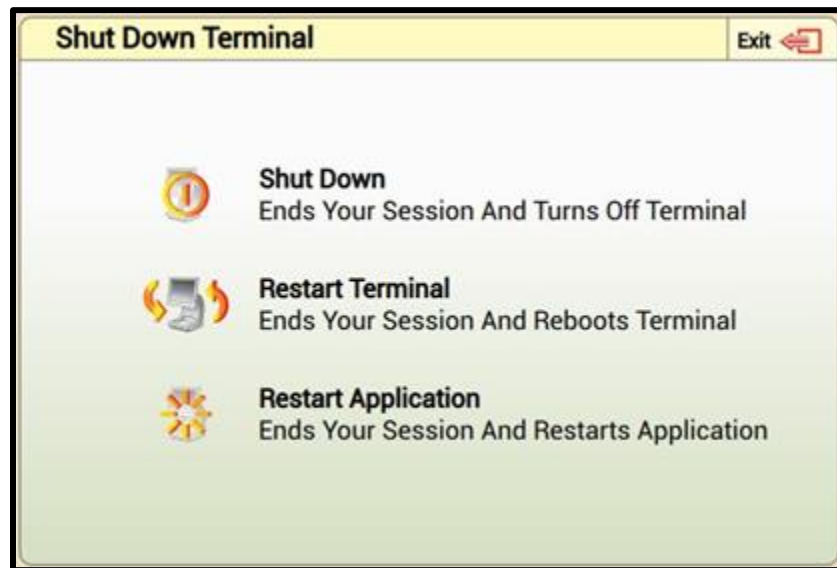 Shut Down Terminal
Exit
Shut Down
Ends Your Session And Turns Off Terminal
Restart Terminal
Ends Your Session And Reboots Terminal
Restart Application
Ends Your Session And Restarts Application